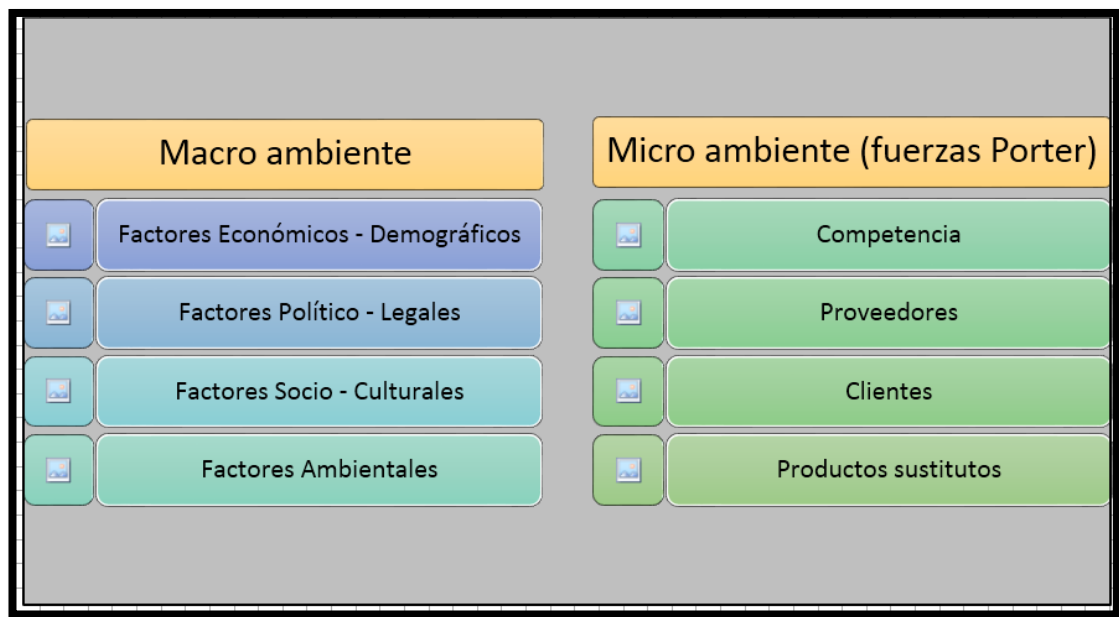 Macro ambiente
Factores Económicos - Demográficos
Factores Político - Legales
Factores Socio - Culturales
Factores Ambientales
Micro ambiente (fuerzas Porter)
Competencia
Proveedores
Clientes
Productos sustitutos